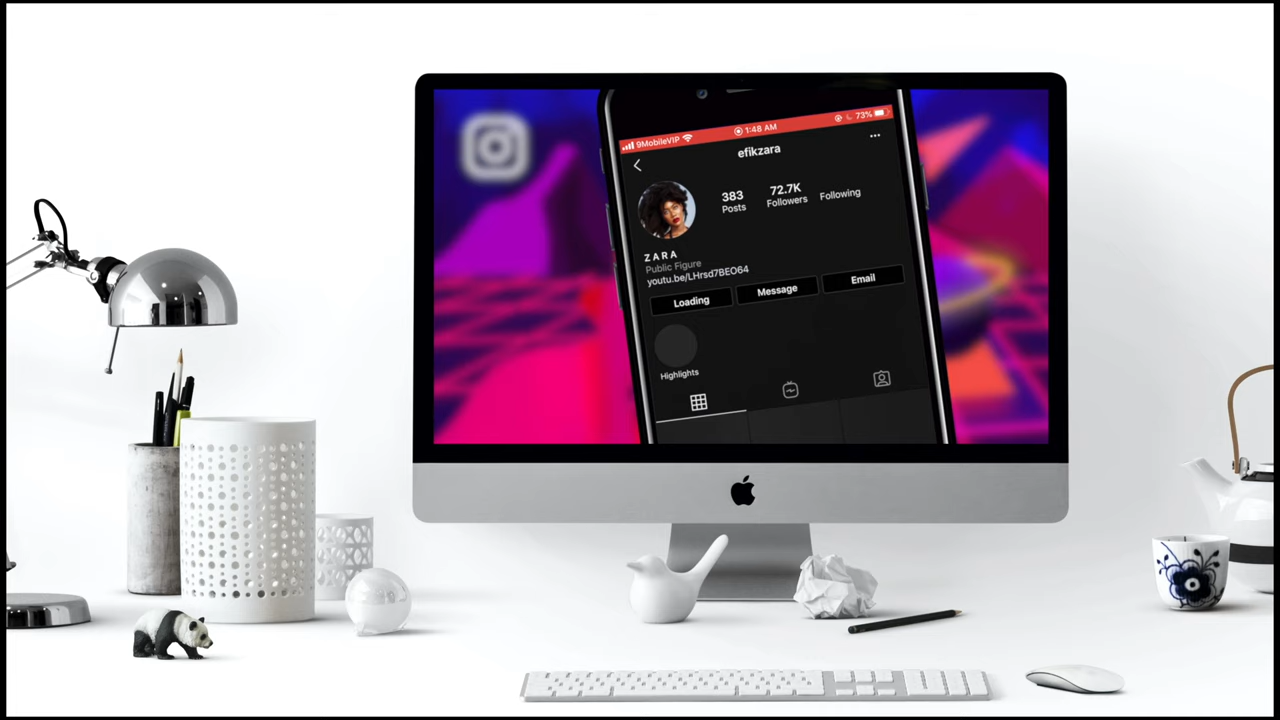 9MobileVIP 1:48 AM 73%
efikzara
383 72.7K
Posts Followers Following
Z A R A
Public Figure
youtu.be/LHrsd7BEO64
Loading Message Email
Highlights